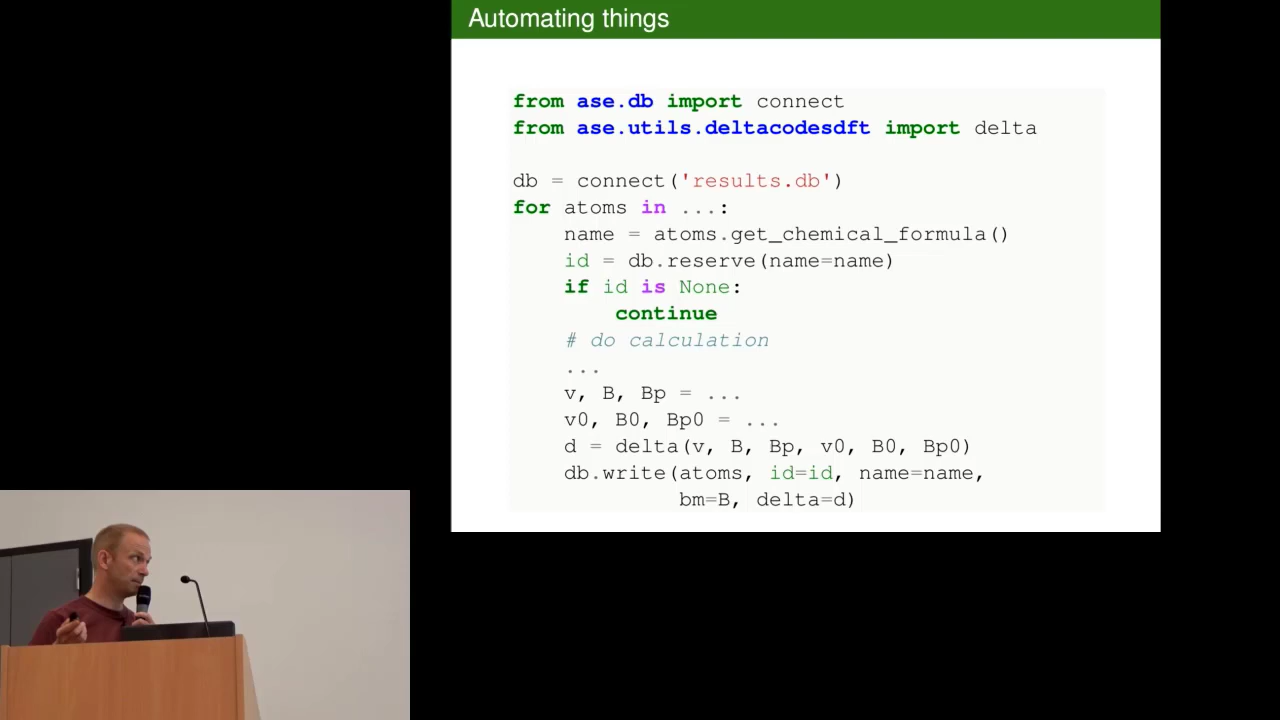 Automating things
from ase.db import connect
from ase.utils.deltacodesdft import delta
db = connect('results.db')
for atoms in ...:
    name = atoms.get_chemical_formula()
    id = db.reserve(name=name)
    if id is None:
        continue
    # do calculation
    ...
    v, B, Bp = ...
    v0, B0, Bp0 = ...
    d = delta(v, B, Bp, v0, B0, Bp0)
    db.write(atoms, id=id, name=name,
             bm=B, delta=d)